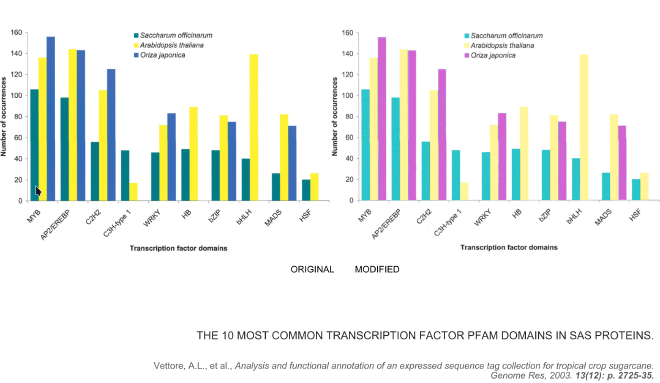 160
140
120
100
80
60
40
20
0
Number of occurrences
Saccharum officinarum
Arabidopsis thaliana
Oriza japonica
MYB
AP2/EREBP
C2H2
C3H-type 1
WRKY
HB
bZIP
bHLH
MADS
HSF
Transcription factor domains
160
140
120
100
80
60
40
20
0
Number of occurrences
Saccharum officinarum
Arabidopsis thaliana
Oriza japonica
MYB
AP2/EREBP
C2H2
C3H-type 1
WRKY
HB
bZIP
bHLH
MADS
HSF
Transcription factor domains
ORIGINAL MODIFIED
THE 10 MOST COMMON TRANSCRIPTION FACTOR PFAM DOMAINS IN SAS PROTEINS.
Vettore, A.L., et al., Analysis and functional annotation of an expressed sequence tag collection for tropical crop sugarcane.
Genome Res, 2003. 13(12): p. 2725-35.